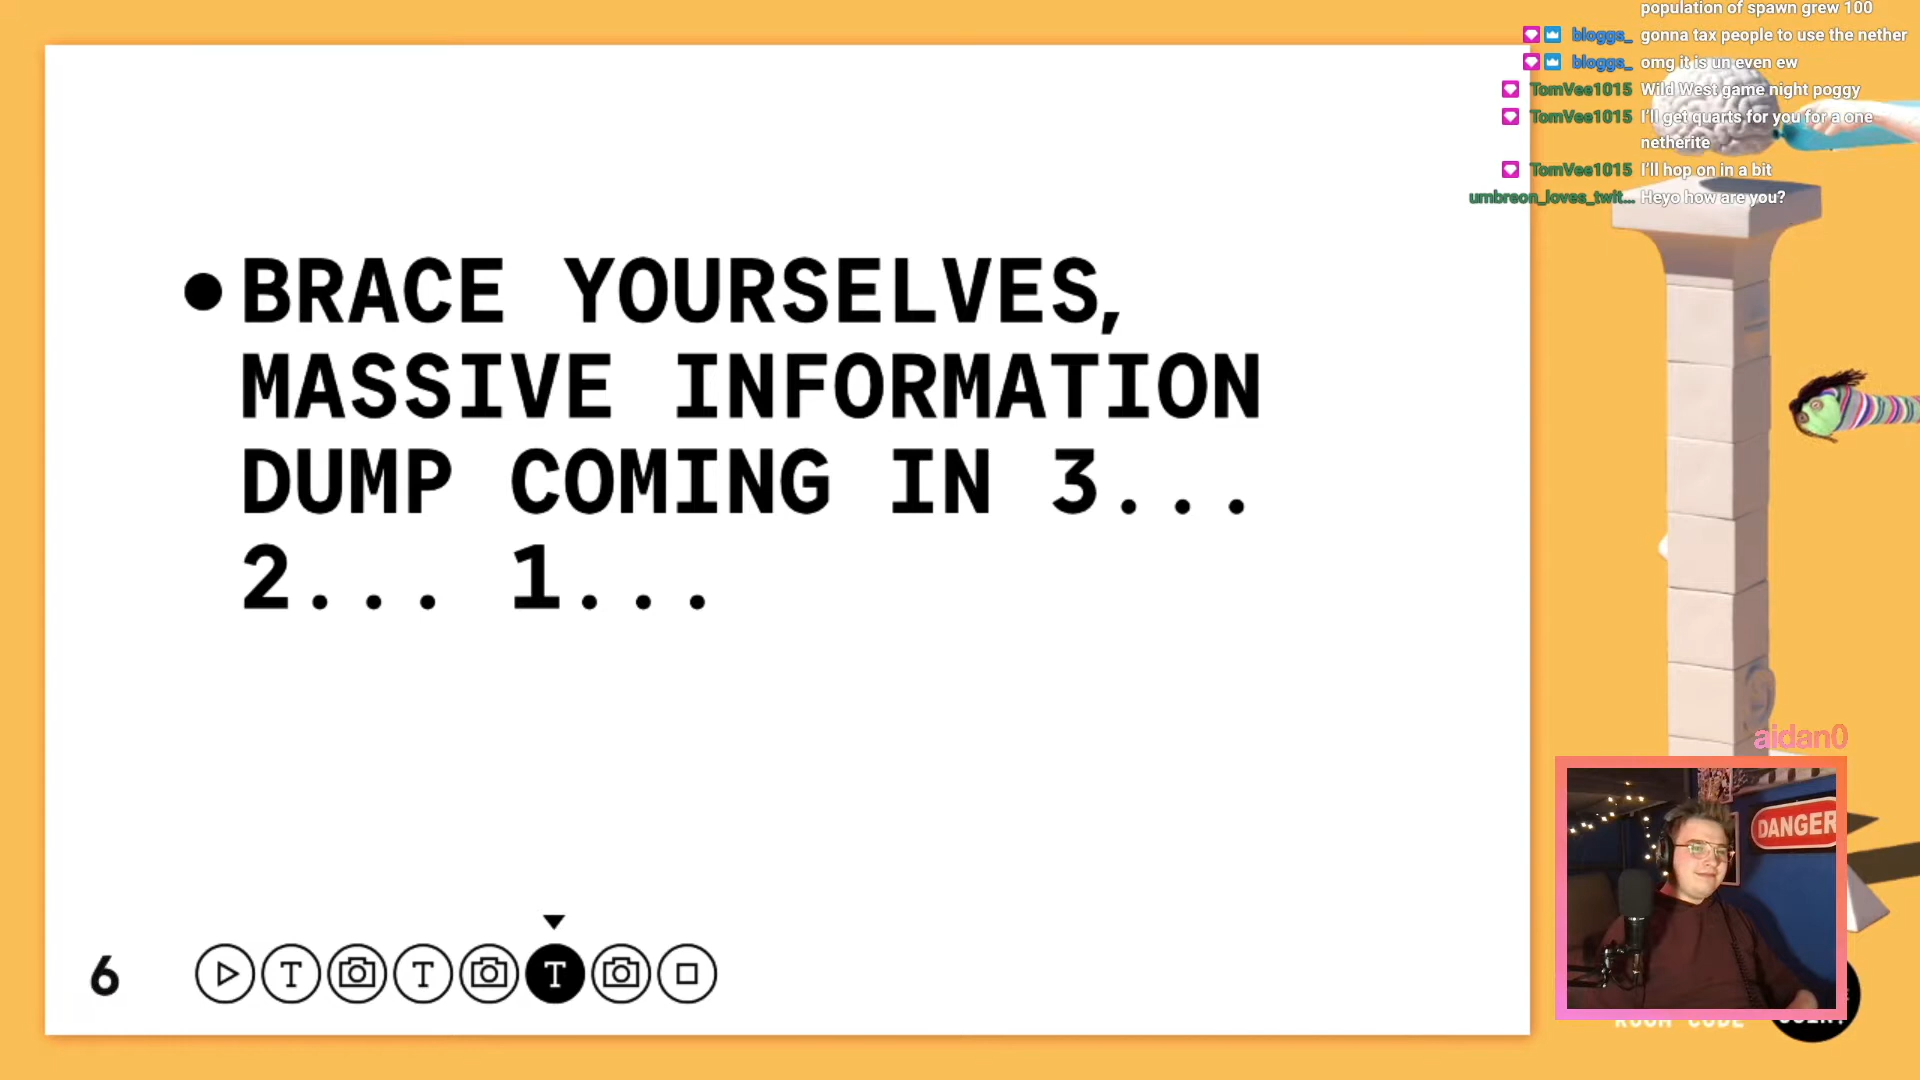 population of spawn grew 100
bloggs_ gonna tax people to use the nether
bloggs_ omg it is un even ew
TomVee1015 Wild West game night poggy
TomVee1015 I'll get quarts for you for a one
netherite
TomVee1015 I'll hop on in a bit
umbreon_loves_twit... Heyo how are you?
•BRACE YOURSELVES,
MASSIVE INFORMATION
DUMP COMING IN 3...
2... 1...
aidan0
DANGER
6
T
T
T
ROOM CODE